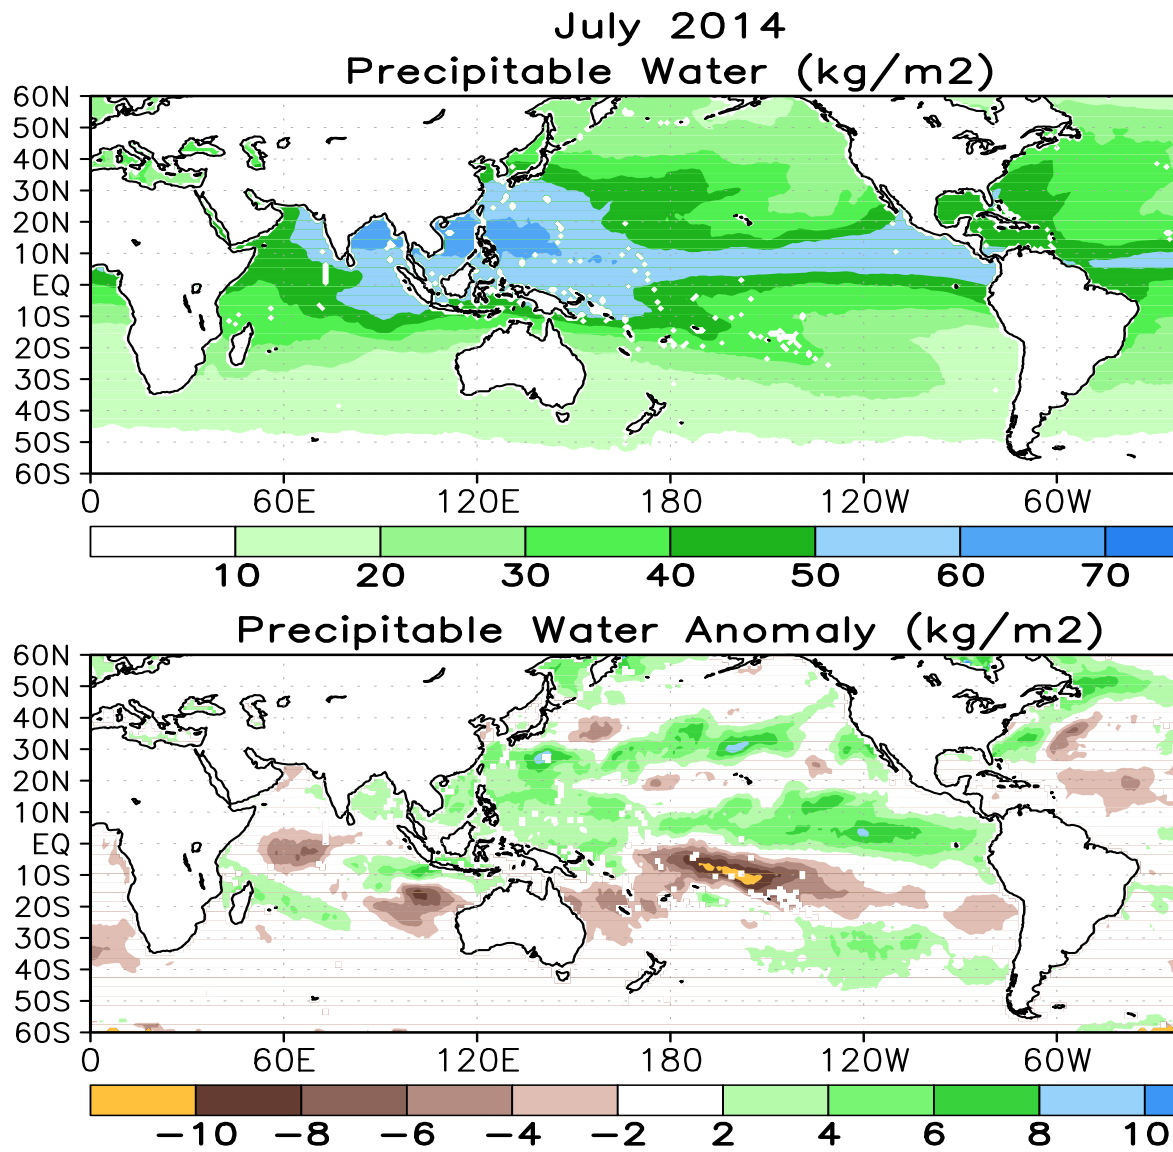 July 2014
Precipitable Water (kg/m2)
60N
50N
40N
30N
20N
10N
EQ
10S
20S
30S
40S
50S
60S
0 60E 120E 180 120W 60W
10 20 30 40 50 60 70
Precipitable Water Anomaly (kg/m2)
60N
50N
40N
30N
20N
10N
EQ
10S
20S
30S
40S
50S
60S
0 60E 120E 180 120W 60W
−10 −8 −6 −4 −2 2 4 6 8 10